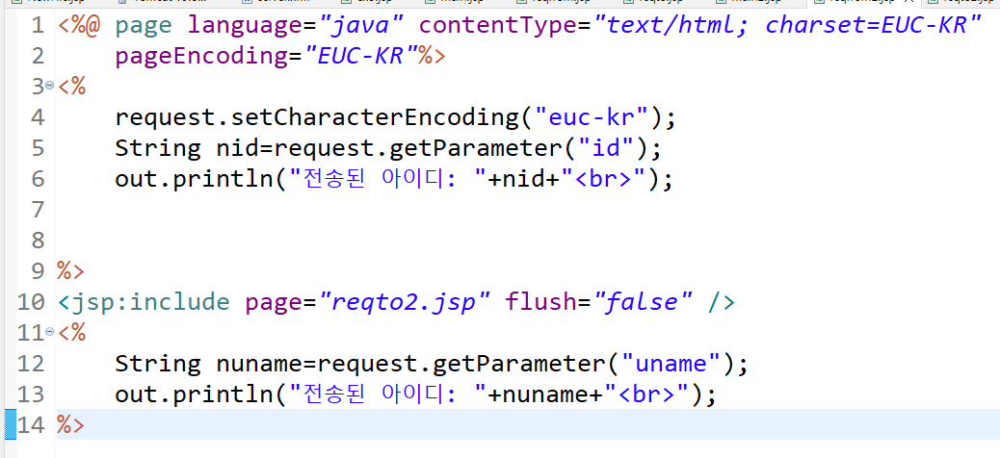 1 <%@ page language="java" contentType="text/html; charset=EUC-KR"
2 pageEncoding="EUC-KR"%>
3 <%
4 request.setCharacterEncoding("euc-kr");
5 String nid=request.getParameter("id");
6 out.println("전송된 아이디: "+nid+"<br>");
7
8
9 %>
10 <jsp:include page="reqto2.jsp" flush="false" />
11 <%
12 String nuname=request.getParameter("uname");
13 out.println("전송된 아이디: "+nuname+"<br>");
14 %>